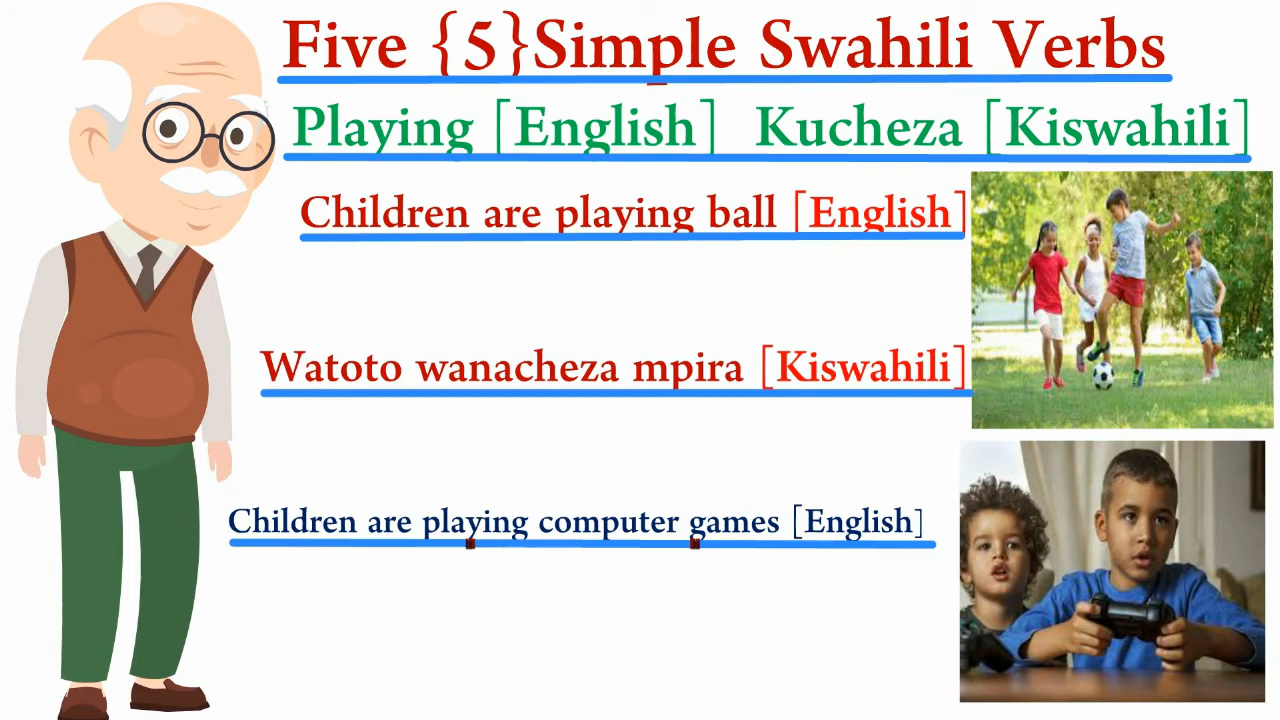 Five {5}Simple Swahili Verbs
Playing [English] Kucheza [Kiswahili]
Children are playing ball [English]
Watoto wanacheza mpira [Kiswahili]
Children are playing computer games [English]